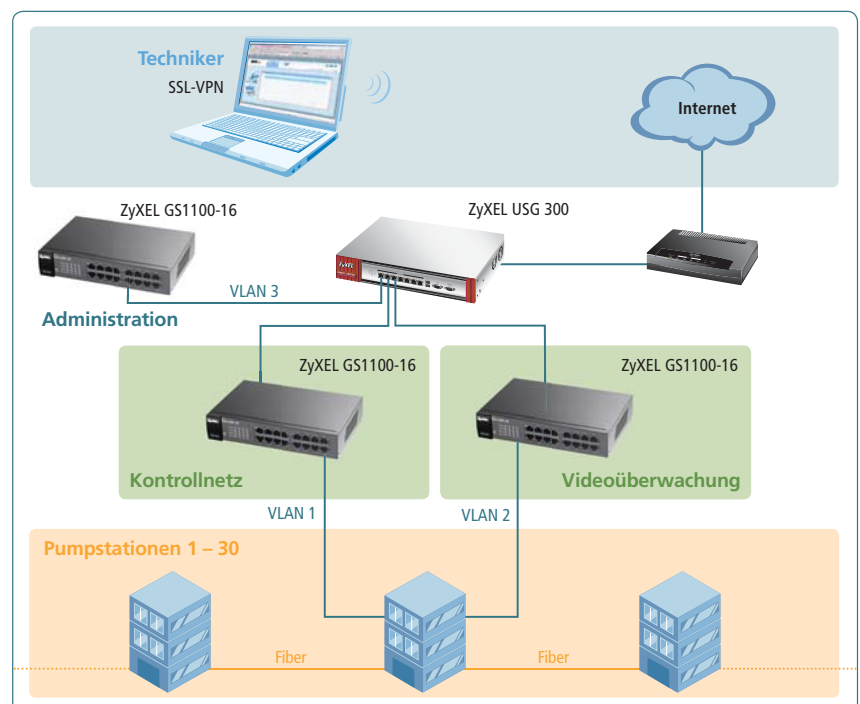 Techniker
SSL-VPN
Internet
ZyXEL GS1100-16
ZyXEL USG 300
ZyXEL
VLAN 3
Administration
ZyXEL GS1100-16
ZyXEL GS1100-16
Kontrollnetz
Videoüberwachung
VLAN 1
VLAN 2
Pumpstationen 1 – 30
Fiber
Fiber